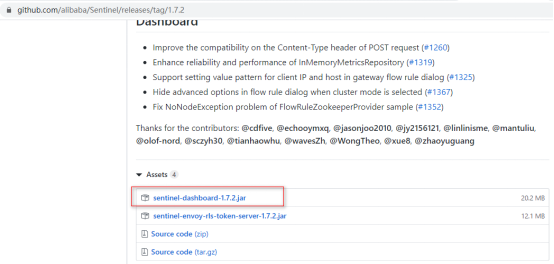 github.com/alibaba/Sentinel/releases/tag/1.7.2
Dashboard
Improve the compatibility on the Content-Type header of POST request (#1260)
Enhance reliability and performance of InMemoryMetricsRepository (#1319)
Support setting value pattern for client IP and host in gateway flow rule dialog (#1325)
Hide advanced options in flow rule dialog when cluster mode is selected (#1367)
Fix NoNodeException problem of FlowRuleZookeeperProvider sample (#1352)
Thanks for the contributors: @cdfive, @echooymxq, @jasonjoo2010, @jy2156121, @linlinisme, @mantuliu,
@olof-nord, @sczyh30, @tianhaowhu, @wavesZh, @WongTheo, @xue8, @zhaoyuguang
Assets 4
sentinel-dashboard-1.7.2.jar 20.2 MB
sentinel-envoy-rls-token-server-1.7.2.jar 12.1 MB
Source code (zip)
Source code (tar.gz)